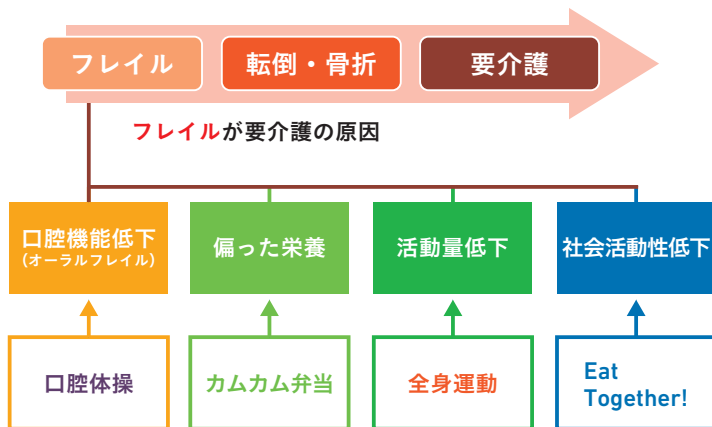 フレイル
転倒・骨折
要介護
フレイルが要介護の原因
口腔機能低下
(オーラルフレイル)
偏った栄養
活動量低下
社会活動性低下
口腔体操
カムカム弁当
全身運動
Eat
Together!